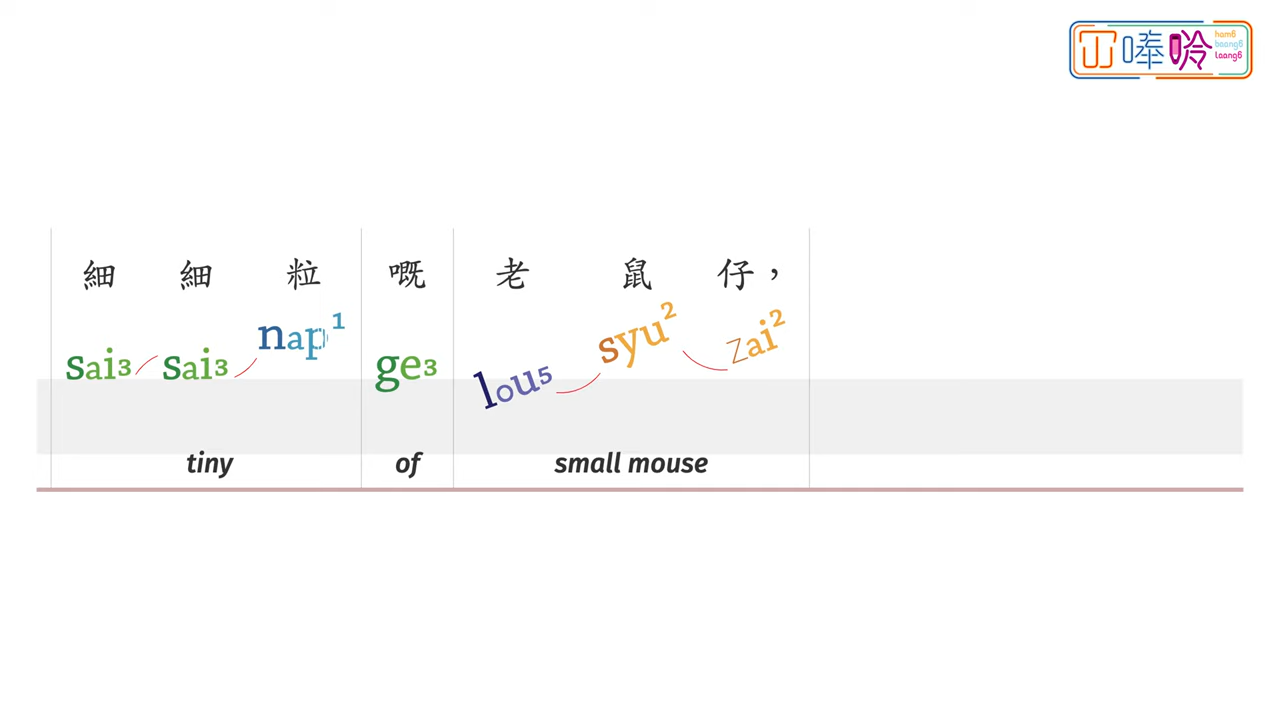 冚唪唥
ham6
baang6
laang6
細 細 粒 嘅 老 鼠 仔，
sai3 sai3 nap1 ge3 lou5 syu2 zai2
tiny of small mouse